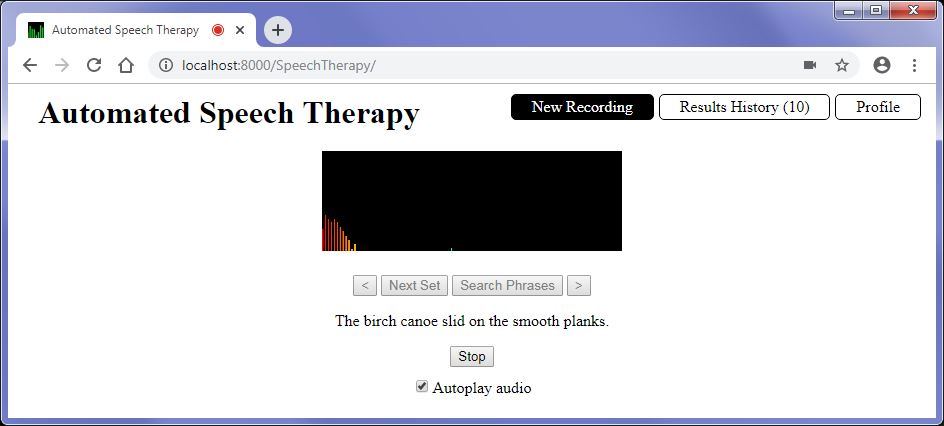 Automated Speech Therapy
localhost:8000/SpeechTherapy/
Automated Speech Therapy
New Recording
Results History (10)
Profile
< Next Set Search Phrases >
The birch canoe slid on the smooth planks.
Stop
Autoplay audio